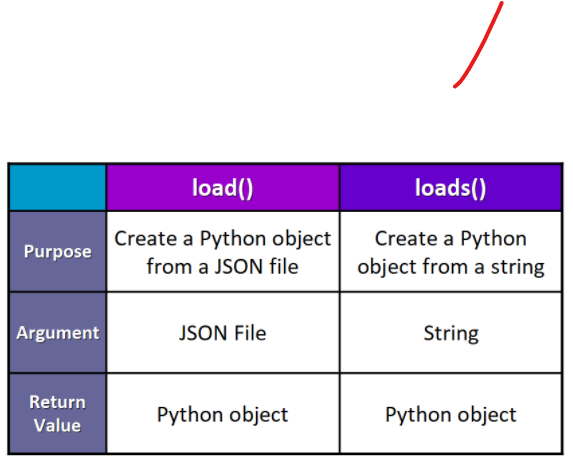 load() loads()
Purpose
Create a Python object
from a JSON file
Create a Python
object from a string
Argument JSON File String
Return
Value
Python object Python object